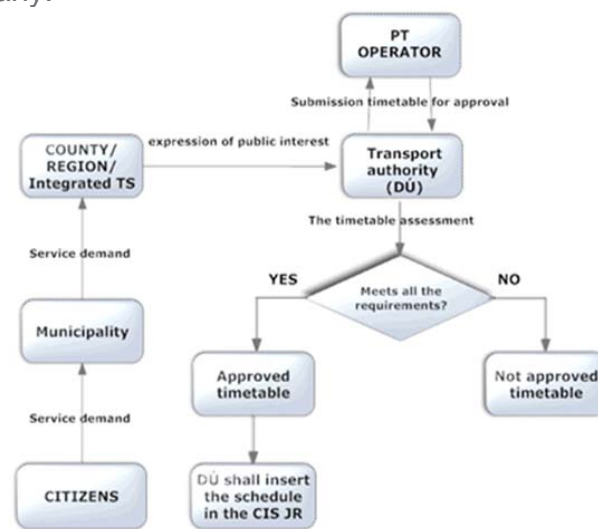 any.
PT
OPERATOR
Submission timetable for approval
COUNTY/
REGION/
Integrated TS
expression of public interest
Transport
authority
(DÚ)
Service demand
The timetable assessment
YES
Meets all the
requirements?
NO
Municipality
Approved
timetable
Not approved
timetable
Service demand
CITIZENS
DÚ shall insert
the schedule
in the CIS JR